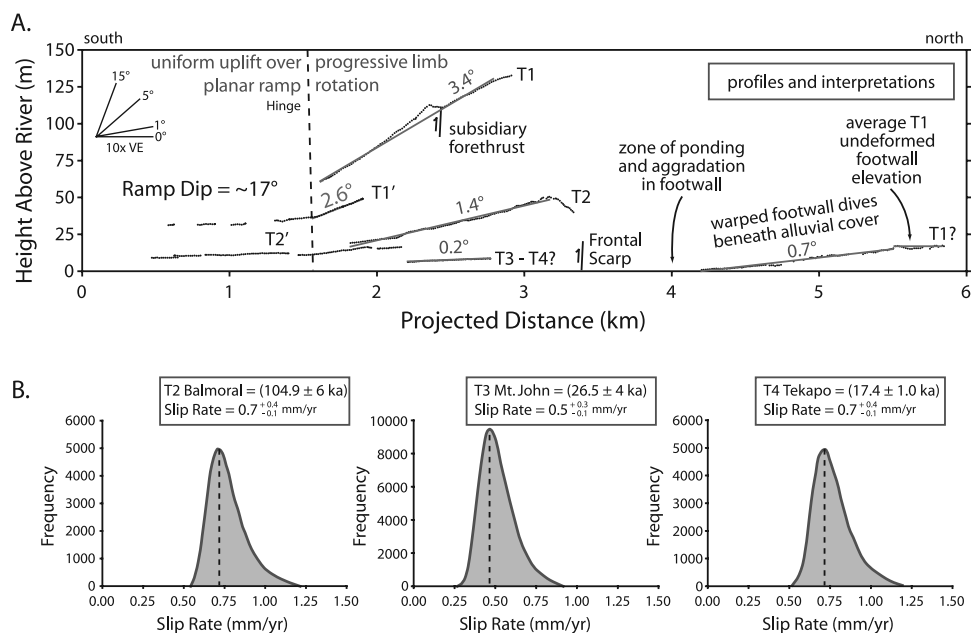 A.
south
north
150
125
100
75
50
25
0
Height Above River (m)
0
1
2
3
4
5
6
Projected Distance (km)
uniform uplift over
planar ramp
progressive limb
rotation
Hinge
15°
5°
1°
0°
10x VE
Ramp Dip = ~17°
3.4°
T1
subsidiary
forethrust
2.6°
T1′
1.4°
T2
T2′
0.2°
T3 - T4?
Frontal
Scarp
profiles and interpretations
zone of ponding
and aggradation
in footwall
average T1
undeformed
footwall
elevation
warped footwall dives
beneath alluvial cover
0.7°
T1?
B.
T2 Balmoral = (104.9 ± 6 ka)
Slip Rate = 0.7 +0.4 -0.1 mm/yr
6000
5000
4000
3000
2000
1000
0
Frequency
0.00 0.25 0.50 0.75 1.00 1.25 1.50
Slip Rate (mm/yr)
T3 Mt. John = (26.5 ± 4 ka)
Slip Rate = 0.5 +0.3 -0.1 mm/yr
10000
8000
6000
4000
2000
0
Frequency
0.00 0.25 0.50 0.75 1.00 1.25 1.50
Slip Rate (mm/yr)
T4 Tekapo = (17.4 ± 1.0 ka)
Slip Rate = 0.7 +0.4 -0.1 mm/yr
6000
5000
4000
3000
2000
1000
0
Frequency
0.00 0.25 0.50 0.75 1.00 1.25 1.50
Slip Rate (mm/yr)